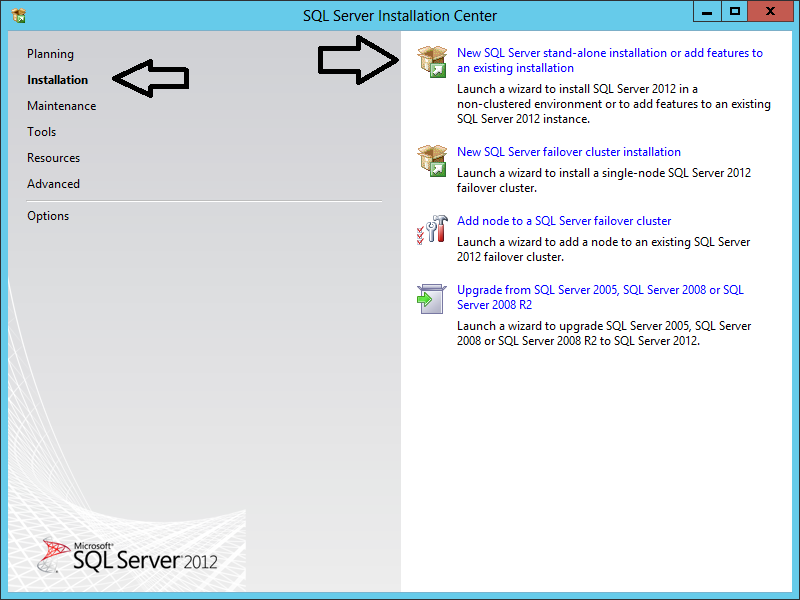 SQL Server Installation Center
Planning
Installation
Maintenance
Tools
Resources
Advanced
Options
New SQL Server stand-alone installation or add features to
an existing installation
Launch a wizard to install SQL Server 2012 in a
non-clustered environment or to add features to an existing
SQL Server 2012 instance.
New SQL Server failover cluster installation
Launch a wizard to install a single-node SQL Server 2012
failover cluster.
Add node to a SQL Server failover cluster
Launch a wizard to add a node to an existing SQL Server
2012 failover cluster.
Upgrade from SQL Server 2005, SQL Server 2008 or SQL
Server 2008 R2
Launch a wizard to upgrade SQL Server 2005, SQL Server
2008 or SQL Server 2008 R2 to SQL Server 2012.
Microsoft®
SQL Server® 2012